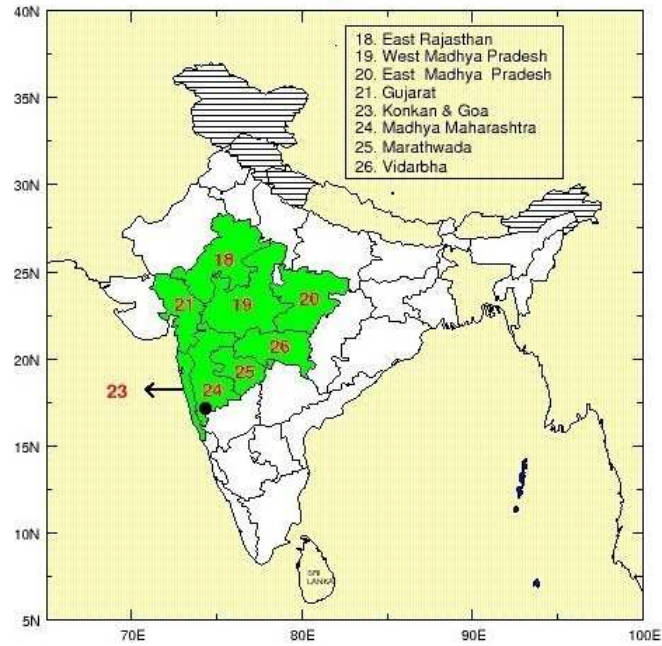 40N
18. East Rajasthan
19. West Madhya Pradesh
20. East Madhya Pradesh
21. Gujarat
23. Konkan & Goa
24. Madhya Maharashtra
25. Marathwada
26. Vidarbha
35N
30N
25N
18
21
19
20
26
20N
25
23
24
15N
10N
SRI
LANKA
5N
70E
80E
90E
100E